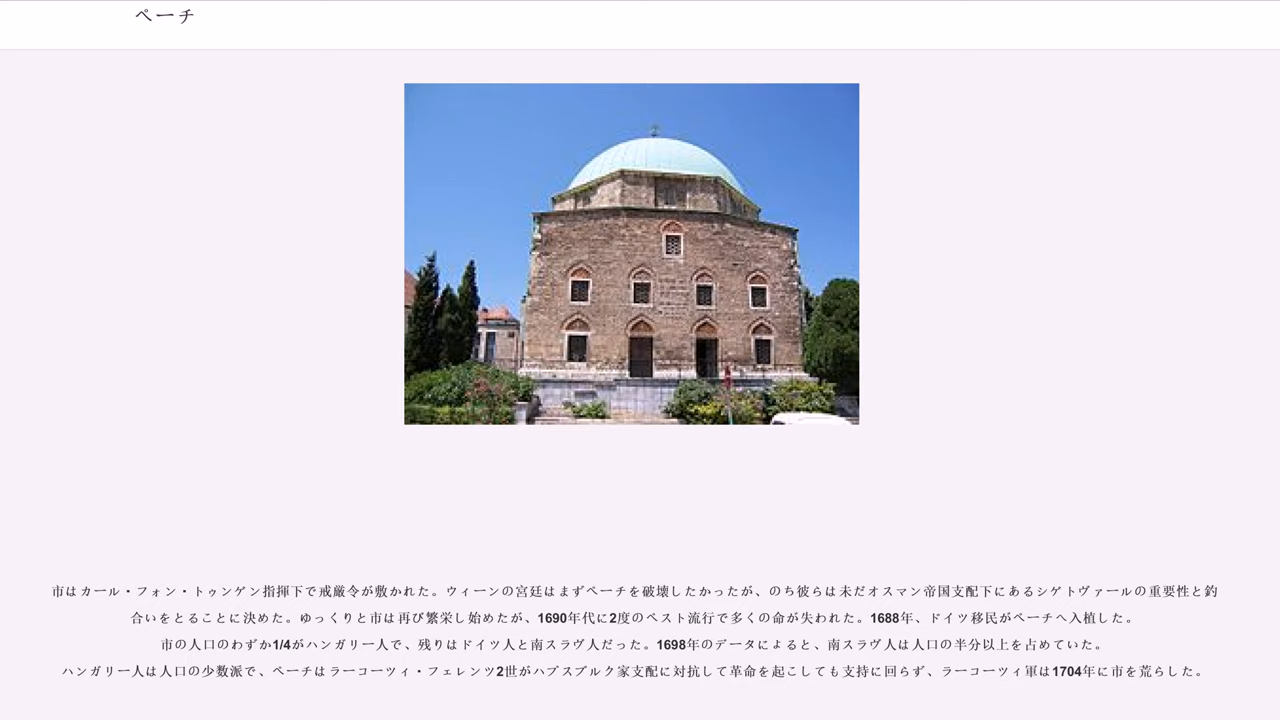 ペーチ
市はカール・フォン・トゥンゲン指揮下で戒厳令が敷かれた。ウィーンの宮廷はまずペーチを破壊したかったが、のち彼らは未だオスマン帝国支配下にあるシゲトヴァールの重要性と釣
合いをとることに決めた。ゆっくりと市は再び繁栄し始めたが、1690年代に2度のペスト流行で多くの命が失われた。1688年、ドイツ移民がペーチへ入植した。
市の人口のわずか1/4がハンガリー人で、残りはドイツ人と南スラヴ人だった。1698年のデータによると、南スラヴ人は人口の半分以上を占めていた。
ハンガリー人は人口の少数派で、ペーチはラーコーツィ・フェレンツ2世がハプスブルク家支配に対抗して革命を起こしても支持に回らず、ラーコーツィ軍は1704年に市を荒らした。